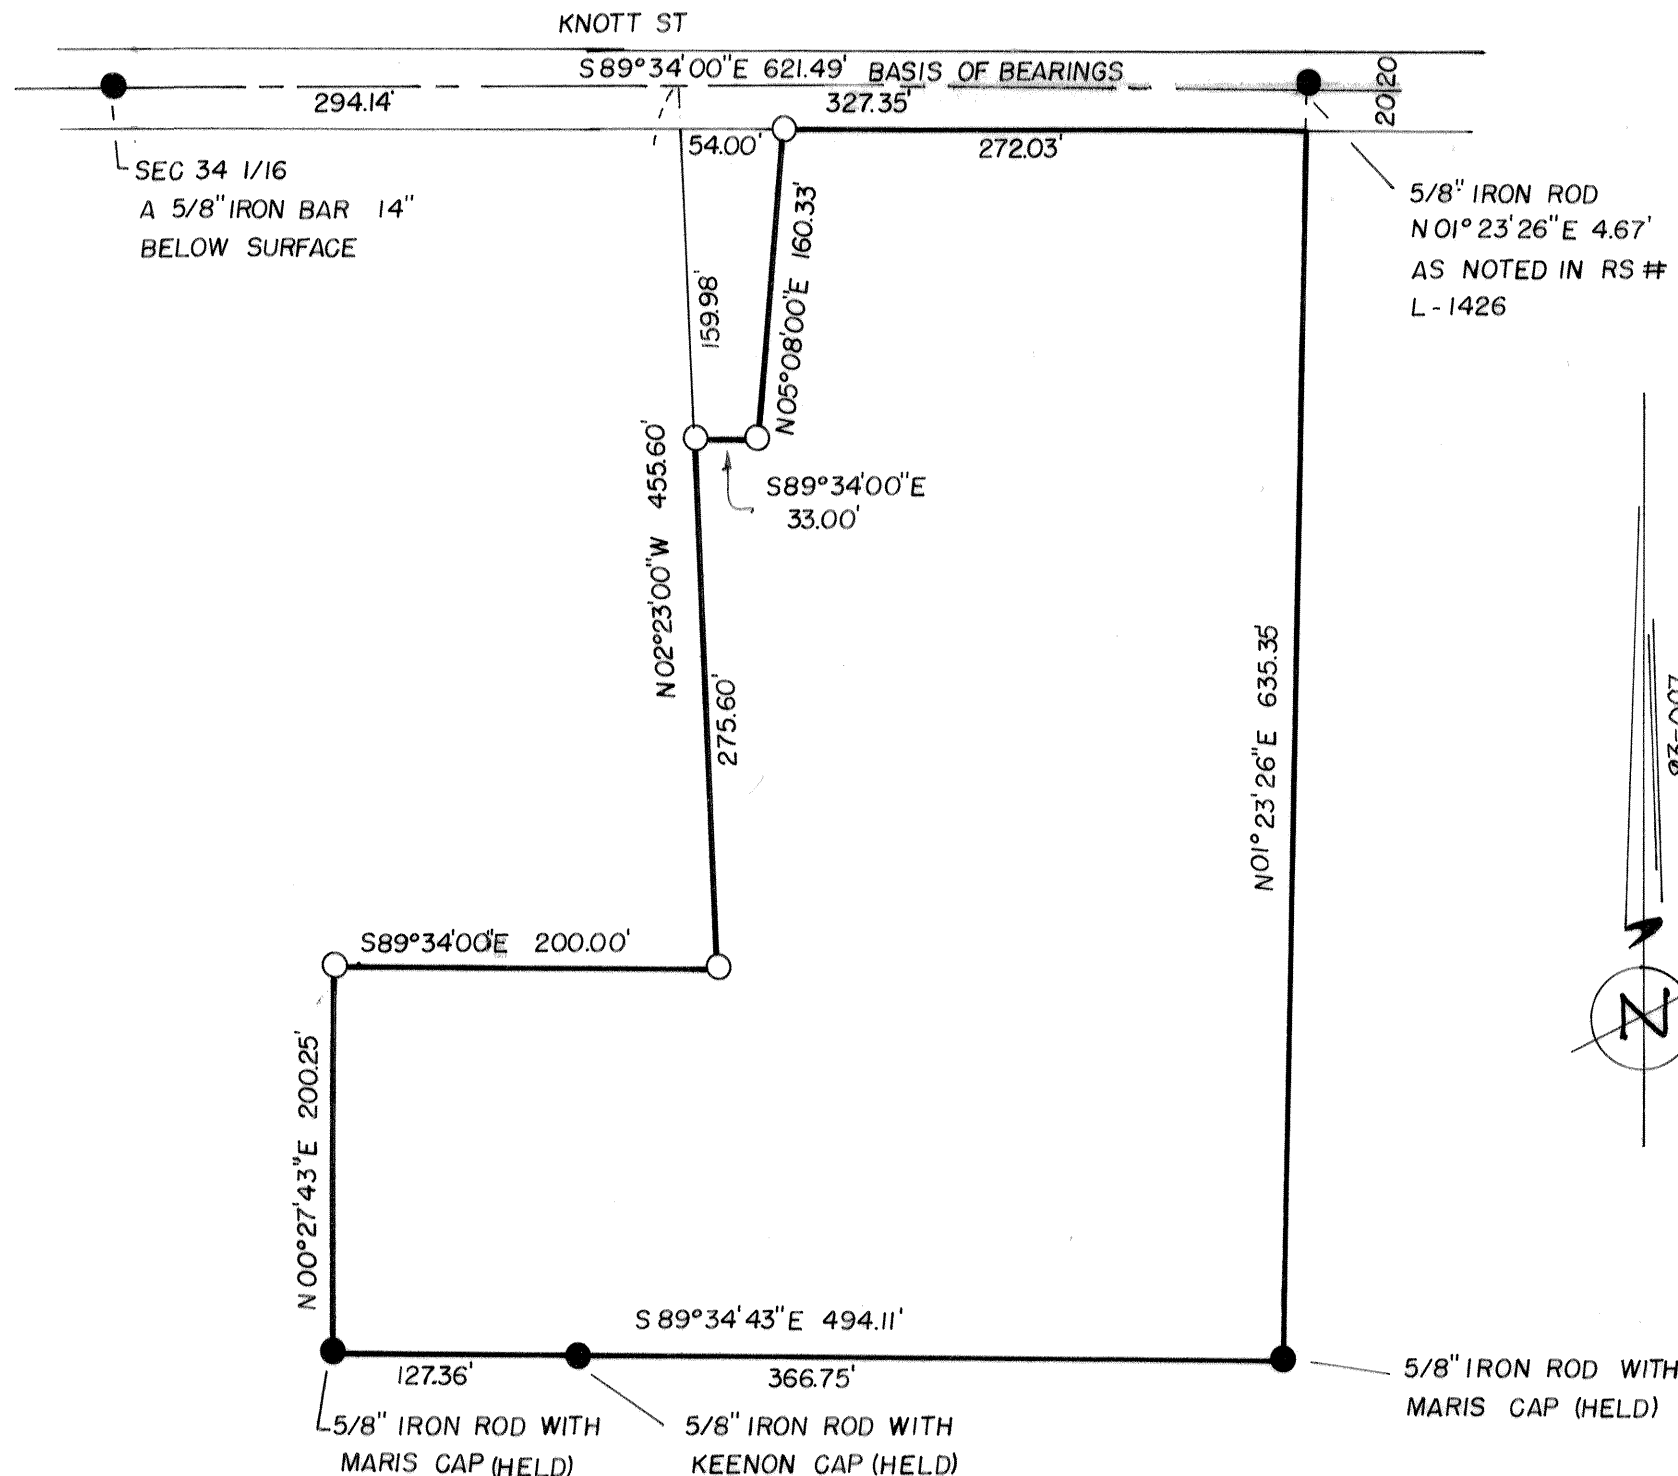 KNOTT ST
S89°34'00"E 621.49' BASIS OF BEARINGS
294.14'
327.35'
20|20
54.00'
272.03'
SEC 34 1/16
A 5/8" IRON BAR 14"
BELOW SURFACE
5/8" IRON ROD
N 01° 23' 26" E 4.67'
AS NOTED IN RS #
L-1426
159.98'
N05°08'00"E 160.33'
N02°23'00"W 455.60'
S89°34'00"E
33.00'
275.60'
N01°23'26"E 635.35'
S89°34'00"E 200.00'
N00°27'43"E 200.25'
N
S 89°34'43"E 494.11'
127.36'
366.75'
5/8" IRON ROD WITH
MARIS CAP (HELD)
5/8" IRON ROD WITH
MARIS CAP (HELD)
5/8" IRON ROD WITH
KEENON CAP (HELD)